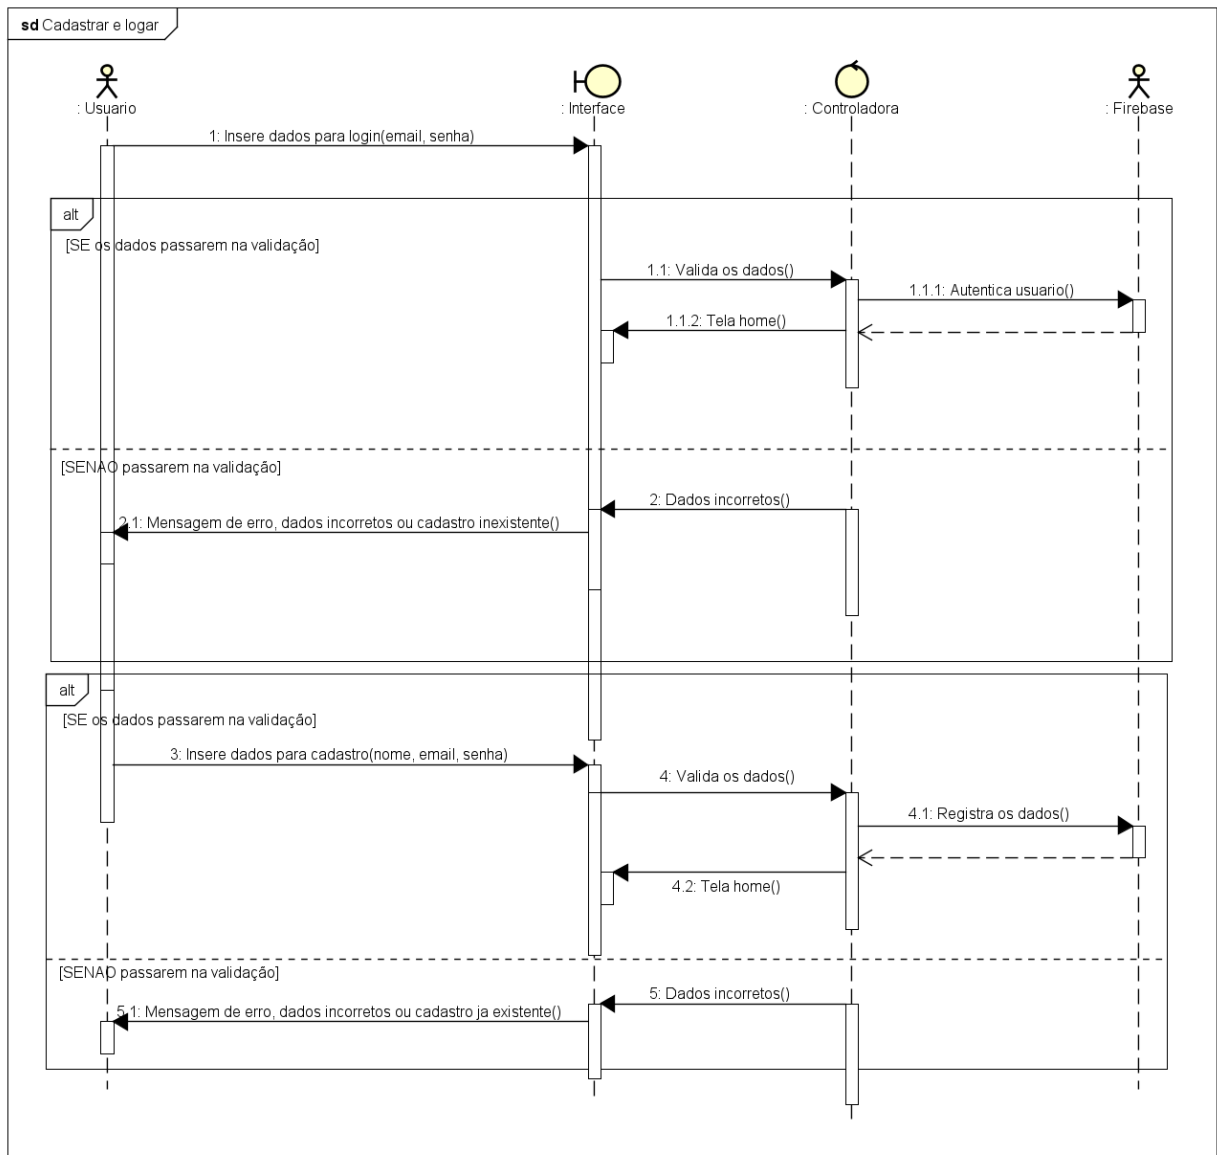 sd Cadastrar e logar
: Usuario
: Interface
: Controladora
: Firebase
1: Insere dados para login(email, senha)
alt
[SE os dados passarem na validação]
1.1: Valida os dados()
1.1.1: Autentica usuario()
1.1.2: Tela home()
[SENAO passarem na validação]
2: Dados incorretos()
2.1: Mensagem de erro, dados incorretos ou cadastro inexistente()
alt
[SE os dados passarem na validação]
3: Insere dados para cadastro(nome, email, senha)
4: Valida os dados()
4.1: Registra os dados()
4.2: Tela home()
[SENAO passarem na validação]
5: Dados incorretos()
5.1: Mensagem de erro, dados incorretos ou cadastro ja existente()